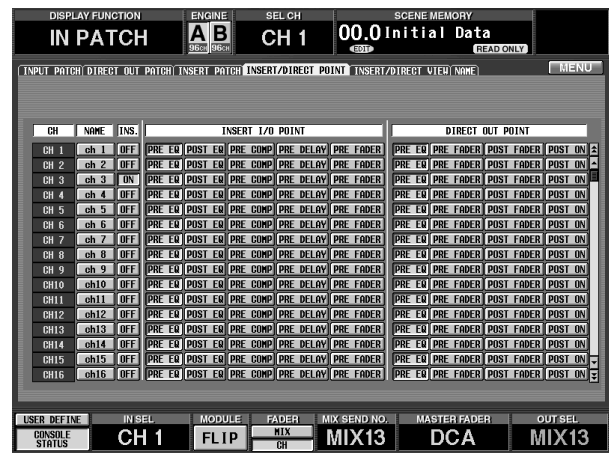 DISPLAY FUNCTION ENGINE SEL CH SCENE MEMORY
IN PATCH A B CH 1 00.0 Initial Data
96CH 96CH EDIT READ ONLY
INPUT PATCH DIRECT OUT PATCH INSERT PATCH INSERT/DIRECT POINT INSERT/DIRECT VIEW NAME MENU
CH NAME INS. INSERT I/O POINT DIRECT OUT POINT
CH 1 ch 1 OFF PRE EQ POST EQ PRE COMP PRE DELAY PRE FADER PRE EQ PRE FADER POST FADER POST ON
CH 2 ch 2 OFF PRE EQ POST EQ PRE COMP PRE DELAY PRE FADER PRE EQ PRE FADER POST FADER POST ON
CH 3 ch 3 ON PRE EQ POST EQ PRE COMP PRE DELAY PRE FADER PRE EQ PRE FADER POST FADER POST ON
CH 4 ch 4 OFF PRE EQ POST EQ PRE COMP PRE DELAY PRE FADER PRE EQ PRE FADER POST FADER POST ON
CH 5 ch 5 OFF PRE EQ POST EQ PRE COMP PRE DELAY PRE FADER PRE EQ PRE FADER POST FADER POST ON
CH 6 ch 6 OFF PRE EQ POST EQ PRE COMP PRE DELAY PRE FADER PRE EQ PRE FADER POST FADER POST ON
CH 7 ch 7 OFF PRE EQ POST EQ PRE COMP PRE DELAY PRE FADER PRE EQ PRE FADER POST FADER POST ON
CH 8 ch 8 OFF PRE EQ POST EQ PRE COMP PRE DELAY PRE FADER PRE EQ PRE FADER POST FADER POST ON
CH 9 ch 9 OFF PRE EQ POST EQ PRE COMP PRE DELAY PRE FADER PRE EQ PRE FADER POST FADER POST ON
CH10 ch10 OFF PRE EQ POST EQ PRE COMP PRE DELAY PRE FADER PRE EQ PRE FADER POST FADER POST ON
CH11 ch11 OFF PRE EQ POST EQ PRE COMP PRE DELAY PRE FADER PRE EQ PRE FADER POST FADER POST ON
CH12 ch12 OFF PRE EQ POST EQ PRE COMP PRE DELAY PRE FADER PRE EQ PRE FADER POST FADER POST ON
CH13 ch13 OFF PRE EQ POST EQ PRE COMP PRE DELAY PRE FADER PRE EQ PRE FADER POST FADER POST ON
CH14 ch14 OFF PRE EQ POST EQ PRE COMP PRE DELAY PRE FADER PRE EQ PRE FADER POST FADER POST ON
CH15 ch15 OFF PRE EQ POST EQ PRE COMP PRE DELAY PRE FADER PRE EQ PRE FADER POST FADER POST ON
CH16 ch16 OFF PRE EQ POST EQ PRE COMP PRE DELAY PRE FADER PRE EQ PRE FADER POST FADER POST ON
USER DEFINE IN SEL MODULE FADER MIX SEND NO. MASTER FADER OUT SEL
CONSOLE STATUS CH 1 FLIP MIX CH MIX13 DCA MIX13